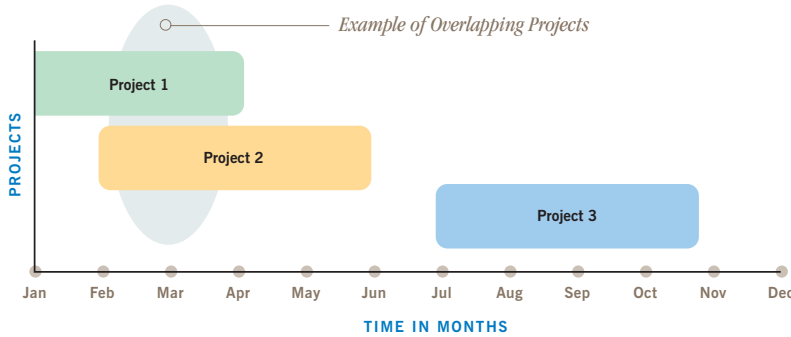 Example of Overlapping Projects
Project 1
Project 2
Project 3
PROJECTS
Jan Feb Mar Apr May Jun Jul Aug Sep Oct Nov Dec
TIME IN MONTHS